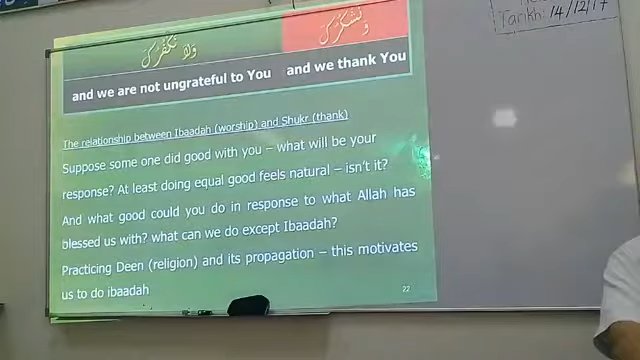 Tarikh: 14/12/17
وَنَشْكُرُكَ
وَلَا نَكْفُرُكَ
and we are not ungrateful to You
and we thank You
The relationship between Ibaadah (worship) and Shukr (thank)
Suppose some one did good with you – what will be your
response? At least doing equal good feels natural – isn't it?
And what good could you do in response to what Allah has
blessed us with? what can we do except Ibaadah?
Practicing Deen (religion) and its propagation – this motivates
us to do ibaadah
22